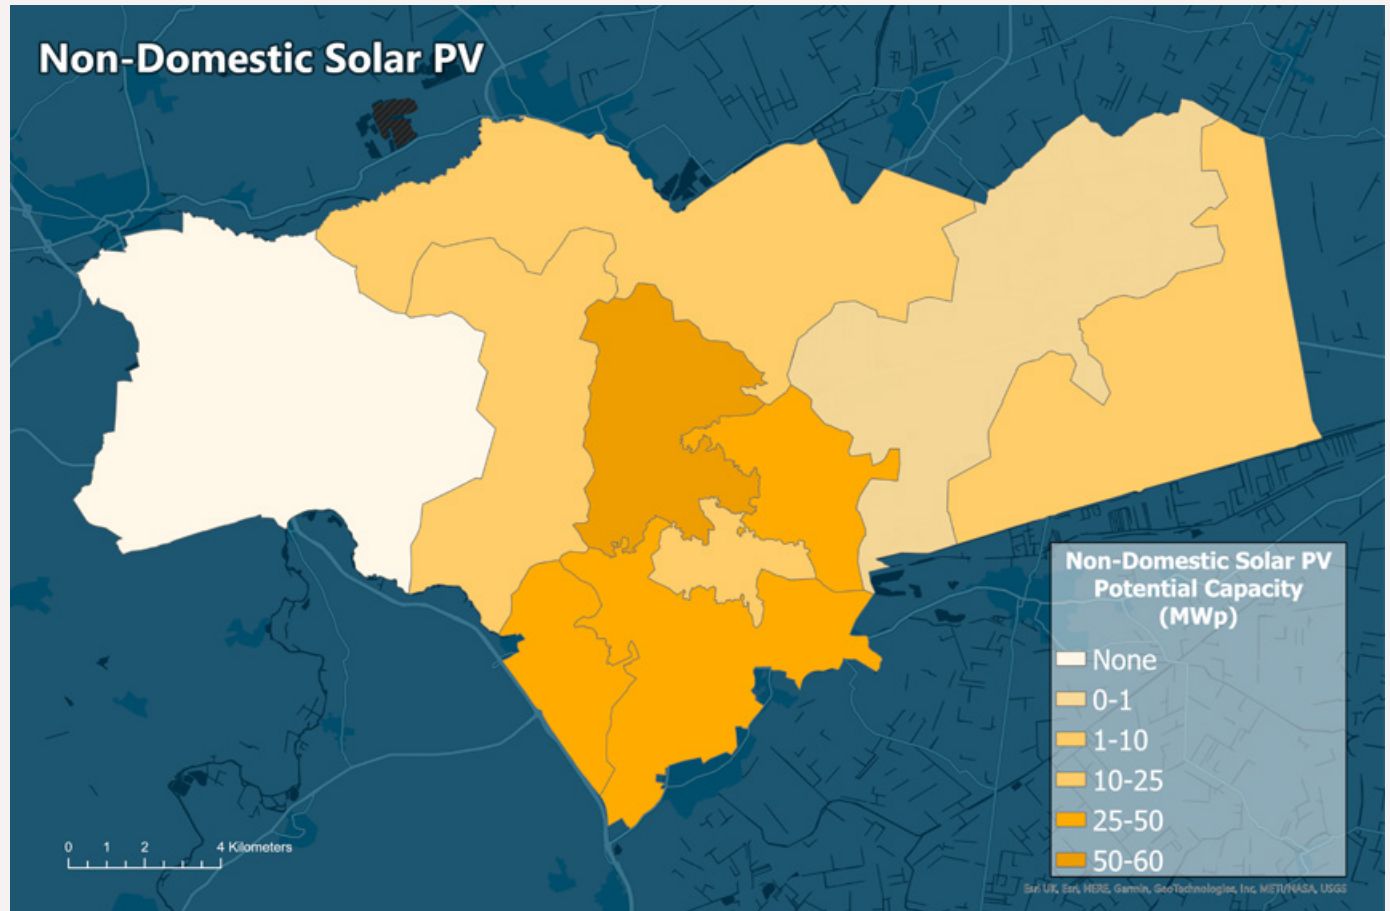 Non-Domestic Solar PV
Non-Domestic Solar PV
Potential Capacity
(MWp)
None
0-1
1-10
10-25
25-50
50-60
0 1 2 4 Kilometers
Esri UK, Esri, HERE, Garmin, GeoTechnologies, Inc, METI/NASA, USGS